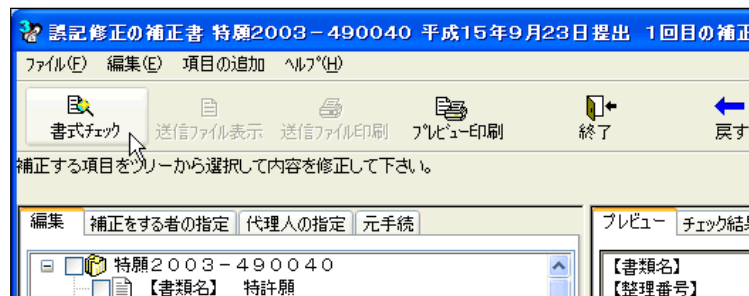 誤記修正の補正書 特願2003-490040 平成15年9月23日提出 1回目の補正
ファイル(F) 編集(E) 項目の追加 ヘルプ(H)
書式チェック 送信ファイル表示 送信ファイル印刷 プレビュー印刷 終了 戻す
補正する項目をツリーから選択して内容を修正して下さい。
編集 補正をする者の指定 代理人の指定 元手続 プレビュー チェック結果
特願2003-490040 【書類名】
【書類名】 特許願 【整理番号】